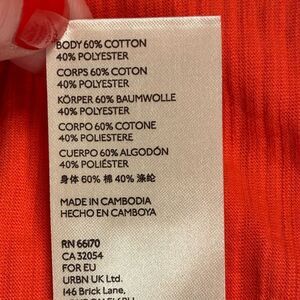 BODY 60% COTTON
40% POLYESTER
CORPS 60% COTON
40% POLYESTER
KÖRPER 60% BAUMWOLLE
40% POLYESTER
CORPO 60% COTONE
40% POLIESTERE
CUERPO 60% ALGODÓN
40% POLIÉSTER
身体 60% 棉 40% 涤纶
MADE IN CAMBODIA
HECHO EN CAMBOYA
RN 66170
CA 32054
FOR EU
URBN UK Ltd.
146 Brick Lane,